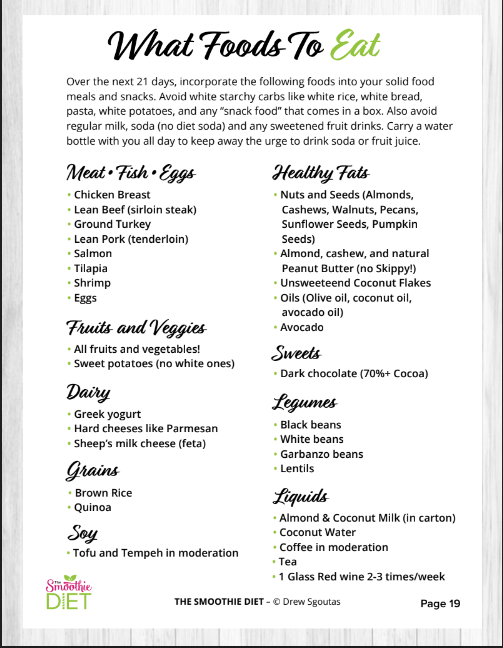 What Foods To Eat
Over the next 21 days, incorporate the following foods into your solid food
meals and snacks. Avoid white starchy carbs like white rice, white bread,
pasta, white potatoes, and any "snack food" that comes in a box. Also avoid
regular milk, soda (no diet soda) and any sweetened fruit drinks. Carry a water
bottle with you all day to keep away the urge to drink soda or fruit juice.
Meat • Fish • Eggs
• Chicken Breast
• Lean Beef (sirloin steak)
• Ground Turkey
• Lean Pork (tenderloin)
• Salmon
• Tilapia
• Shrimp
• Eggs
Fruits and Veggies
• All fruits and vegetables!
• Sweet potatoes (no white ones)
Dairy
• Greek yogurt
• Hard cheeses like Parmesan
• Sheep's milk cheese (feta)
Grains
• Brown Rice
• Quinoa
Soy
• Tofu and Tempeh in moderation
Healthy Fats
• Nuts and Seeds (Almonds,
Cashews, Walnuts, Pecans,
Sunflower Seeds, Pumpkin
Seeds)
• Almond, cashew, and natural
Peanut Butter (no Skippy!)
• Unsweeteend Coconut Flakes
• Oils (Olive oil, coconut oil,
avocado oil)
• Avocado
Sweets
• Dark chocolate (70%+ Cocoa)
Legumes
• Black beans
• White beans
• Garbanzo beans
• Lentils
Liquids
• Almond & Coconut Milk (in carton)
• Coconut Water
• Coffee in moderation
• Tea
• 1 Glass Red wine 2-3 times/week
The
Smoothie
DIET
THE SMOOTHIE DIET – © Drew Sgoutas
Page 19